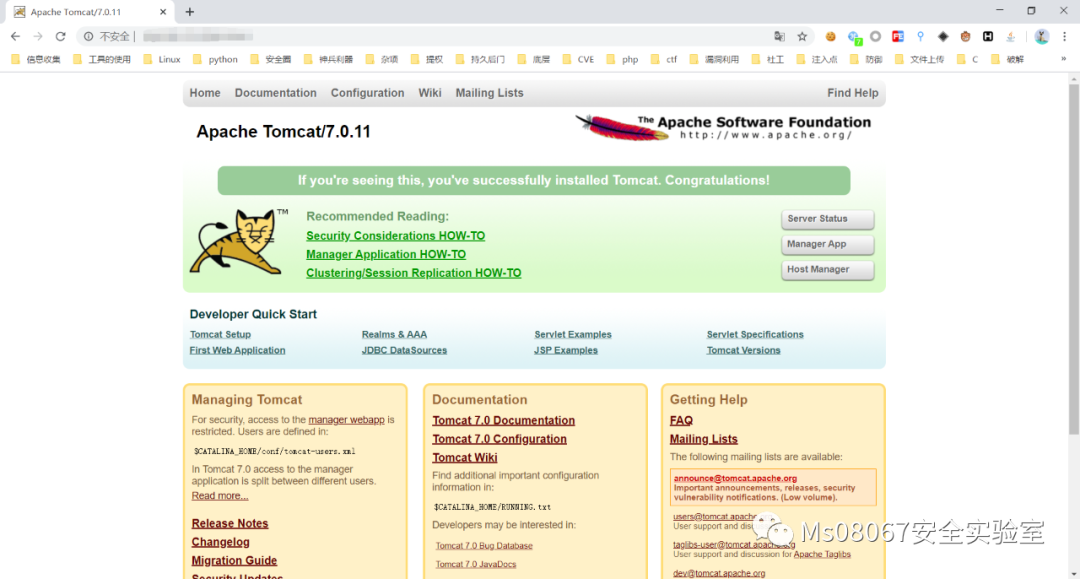 Apache Tomcat/7.0.11
不安全
信息收集 工具的使用 Linux python 安全圈 神兵利器 杂项 提权 持久后门 底层 CVE php ctf 漏洞利用 社工 注入点 防御 文件上传 C 破解 »
Home Documentation Configuration Wiki Mailing Lists Find Help
Apache Tomcat/7.0.11
The Apache Software Foundation
http://www.apache.org/
If you're seeing this, you've successfully installed Tomcat. Congratulations!
TM
Recommended Reading:
Security Considerations HOW-TO
Manager Application HOW-TO
Clustering/Session Replication HOW-TO
Server Status
Manager App
Host Manager
Developer Quick Start
Tomcat Setup
First Web Application
Realms & AAA
JDBC DataSources
Servlet Examples
JSP Examples
Servlet Specifications
Tomcat Versions
Managing Tomcat
For security, access to the manager webapp is
restricted. Users are defined in:
$CATALINA_HOME/conf/tomcat-users.xml
In Tomcat 7.0 access to the manager
application is split between different users.
Read more...
Release Notes
Changelog
Migration Guide
Security Updates
Documentation
Tomcat 7.0 Documentation
Tomcat 7.0 Configuration
Tomcat Wiki
Find additional important configuration
information in:
$CATALINA_HOME/RUNNING.txt
Developers may be interested in:
Tomcat 7.0 Bug Database
Tomcat 7.0 JavaDocs
Getting Help
FAQ
Mailing Lists
The following mailing lists are available:
announce@tomcat.apache.org
Important announcements, releases, security
vulnerability notifications. (Low volume).
users@tomcat.apache
User support and
taglibs-user@tomcat.apache.org
User support and discussion for Apache Taglibs
dev@tomcat.apache.org
Ms08067安全实验室